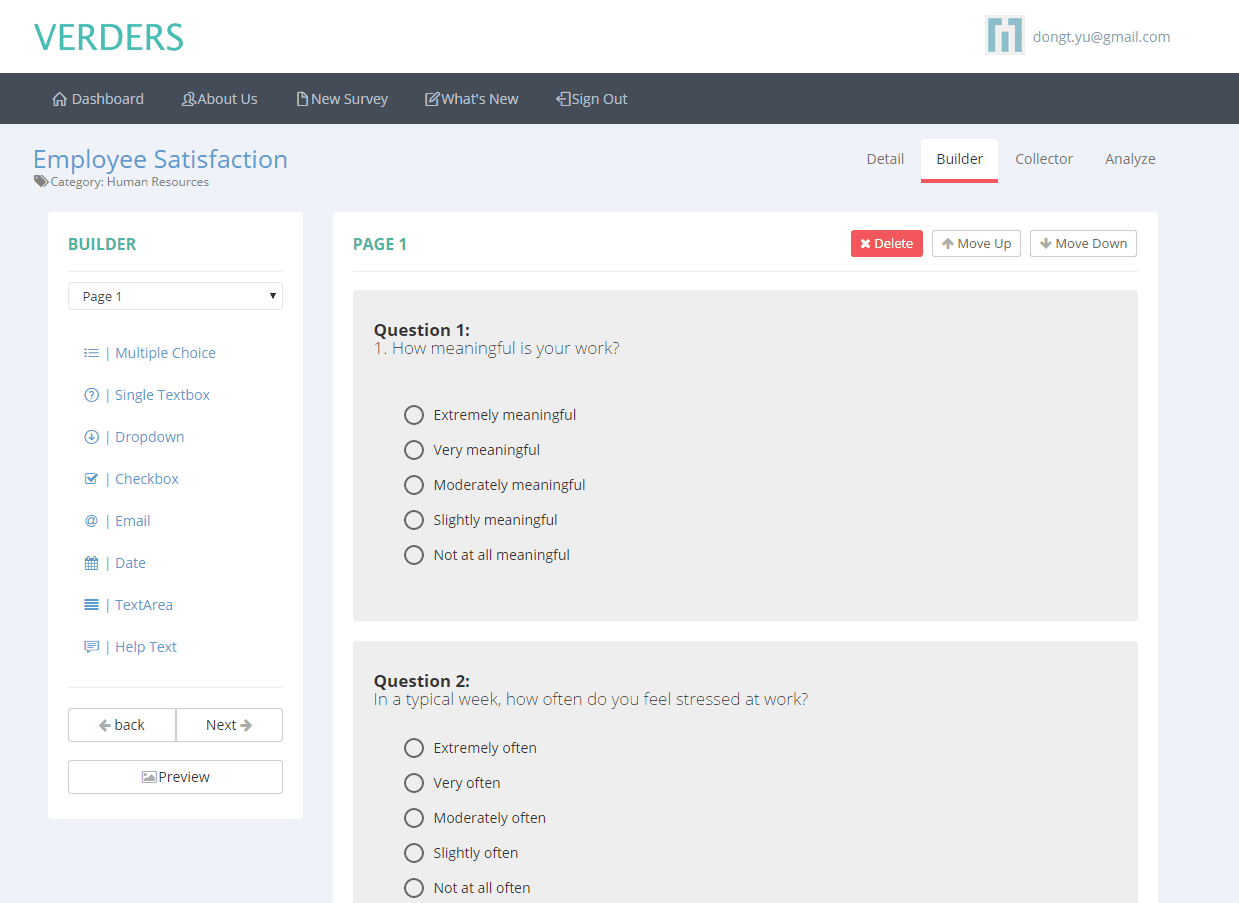 VERDERS
dongt.yu@gmail.com
Dashboard
About Us
New Survey
What's New
Sign Out
Employee Satisfaction
Category: Human Resources
Detail
Builder
Collector
Analyze
BUILDER
Page 1
| Multiple Choice
| Single Textbox
| Dropdown
| Checkbox
@ | Email
| Date
| TextArea
| Help Text
back
Next
Preview
PAGE 1
Delete
Move Up
Move Down
Question 1:
1. How meaningful is your work?
Extremely meaningful
Very meaningful
Moderately meaningful
Slightly meaningful
Not at all meaningful
Question 2:
In a typical week, how often do you feel stressed at work?
Extremely often
Very often
Moderately often
Slightly often
Not at all often